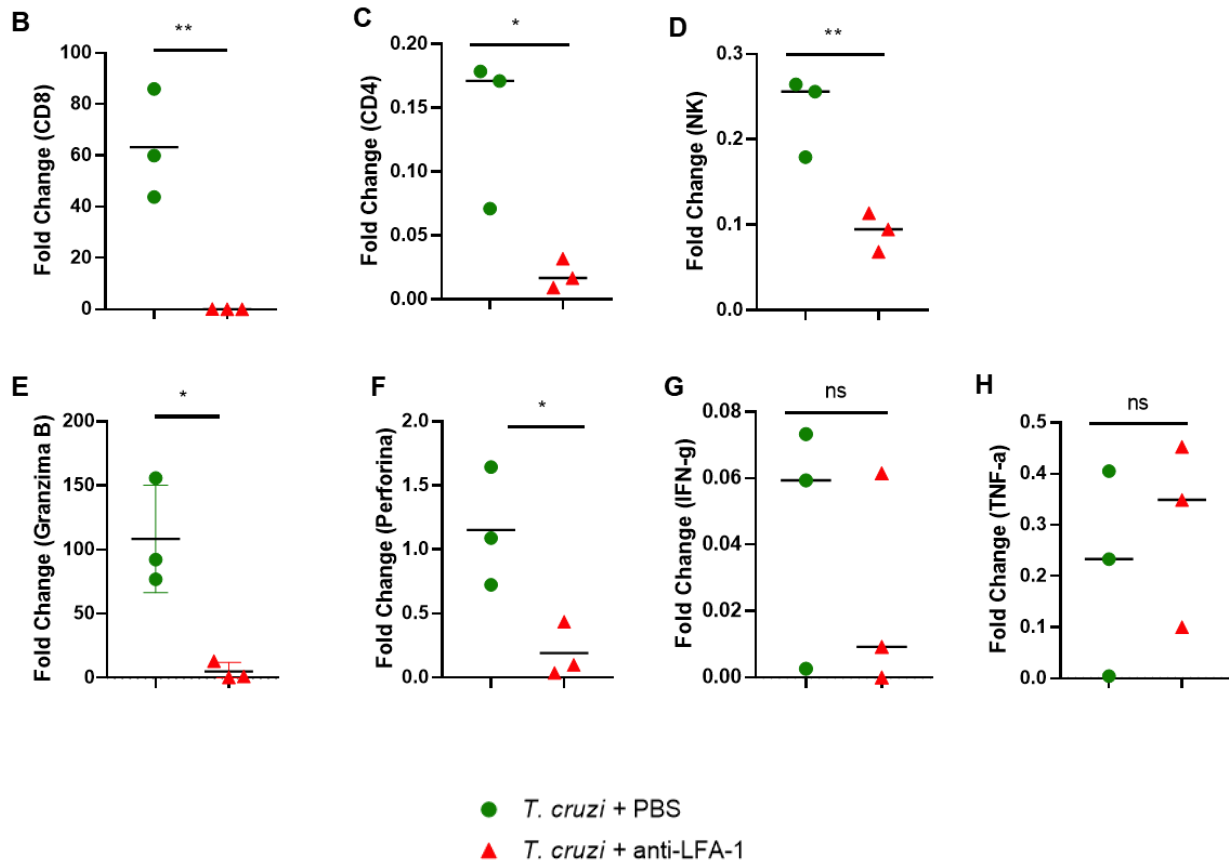 B
**
Fold Change (CD8)
100
80
60
40
20
0
C
*
Fold Change (CD4)
0.20
0.15
0.10
0.05
0.00
D
**
Fold Change (NK)
0.3
0.2
0.1
0.0
E
*
Fold Change (Granzima B)
200
150
100
50
0
F
*
Fold Change (Perforina)
2.0
1.5
1.0
0.5
0.0
G
ns
Fold Change (IFN-g)
0.08
0.06
0.04
0.02
0.00
H
ns
Fold Change (TNF-a)
0.5
0.4
0.3
0.2
0.1
0.0
T. cruzi + PBS
T. cruzi + anti-LFA-1